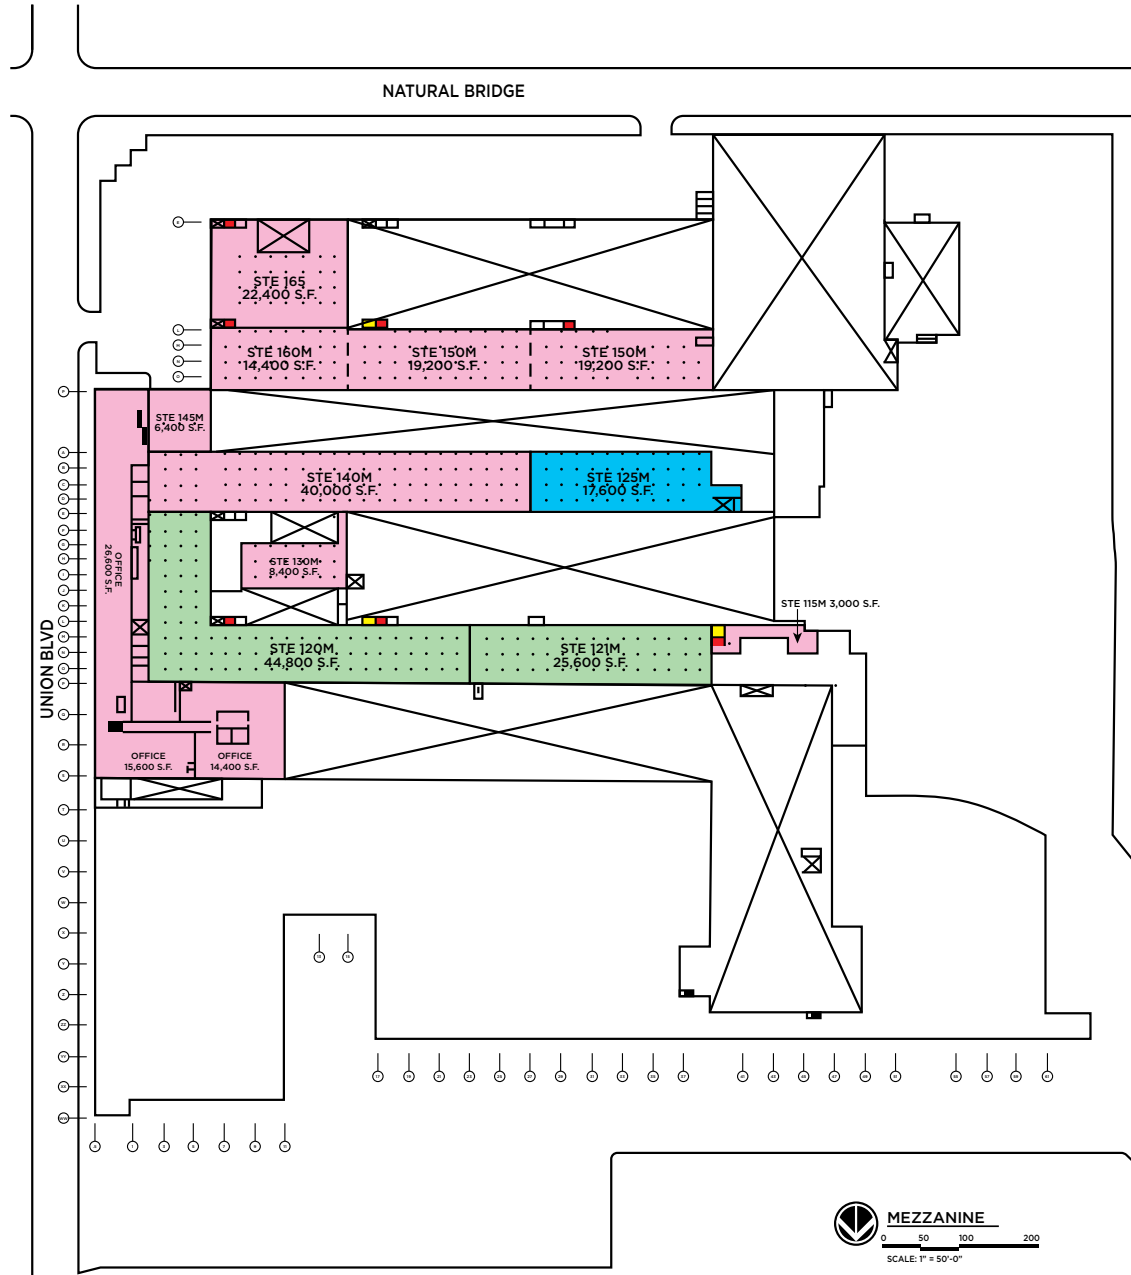 NATURAL BRIDGE
STE 165
22,400 S.F.
STE 160M
14,400 S.F.
STE 150M
19,200 S.F.
STE 150M
19,200 S.F.
STE 145M
6,400 S.F.
STE 140M
40,000 S.F.
STE 125M
17,600 S.F.
OFFICE
26,600 S.F.
STE 130M
8,400 S.F.
STE 115M 3,000 S.F.
UNION BLVD
STE 120M
44,800 S.F.
STE 121M
25,600 S.F.
OFFICE
15,600 S.F.
OFFICE
14,400 S.F.
MEZZANINE
0 50 100 200
SCALE: 1" = 50'-0"